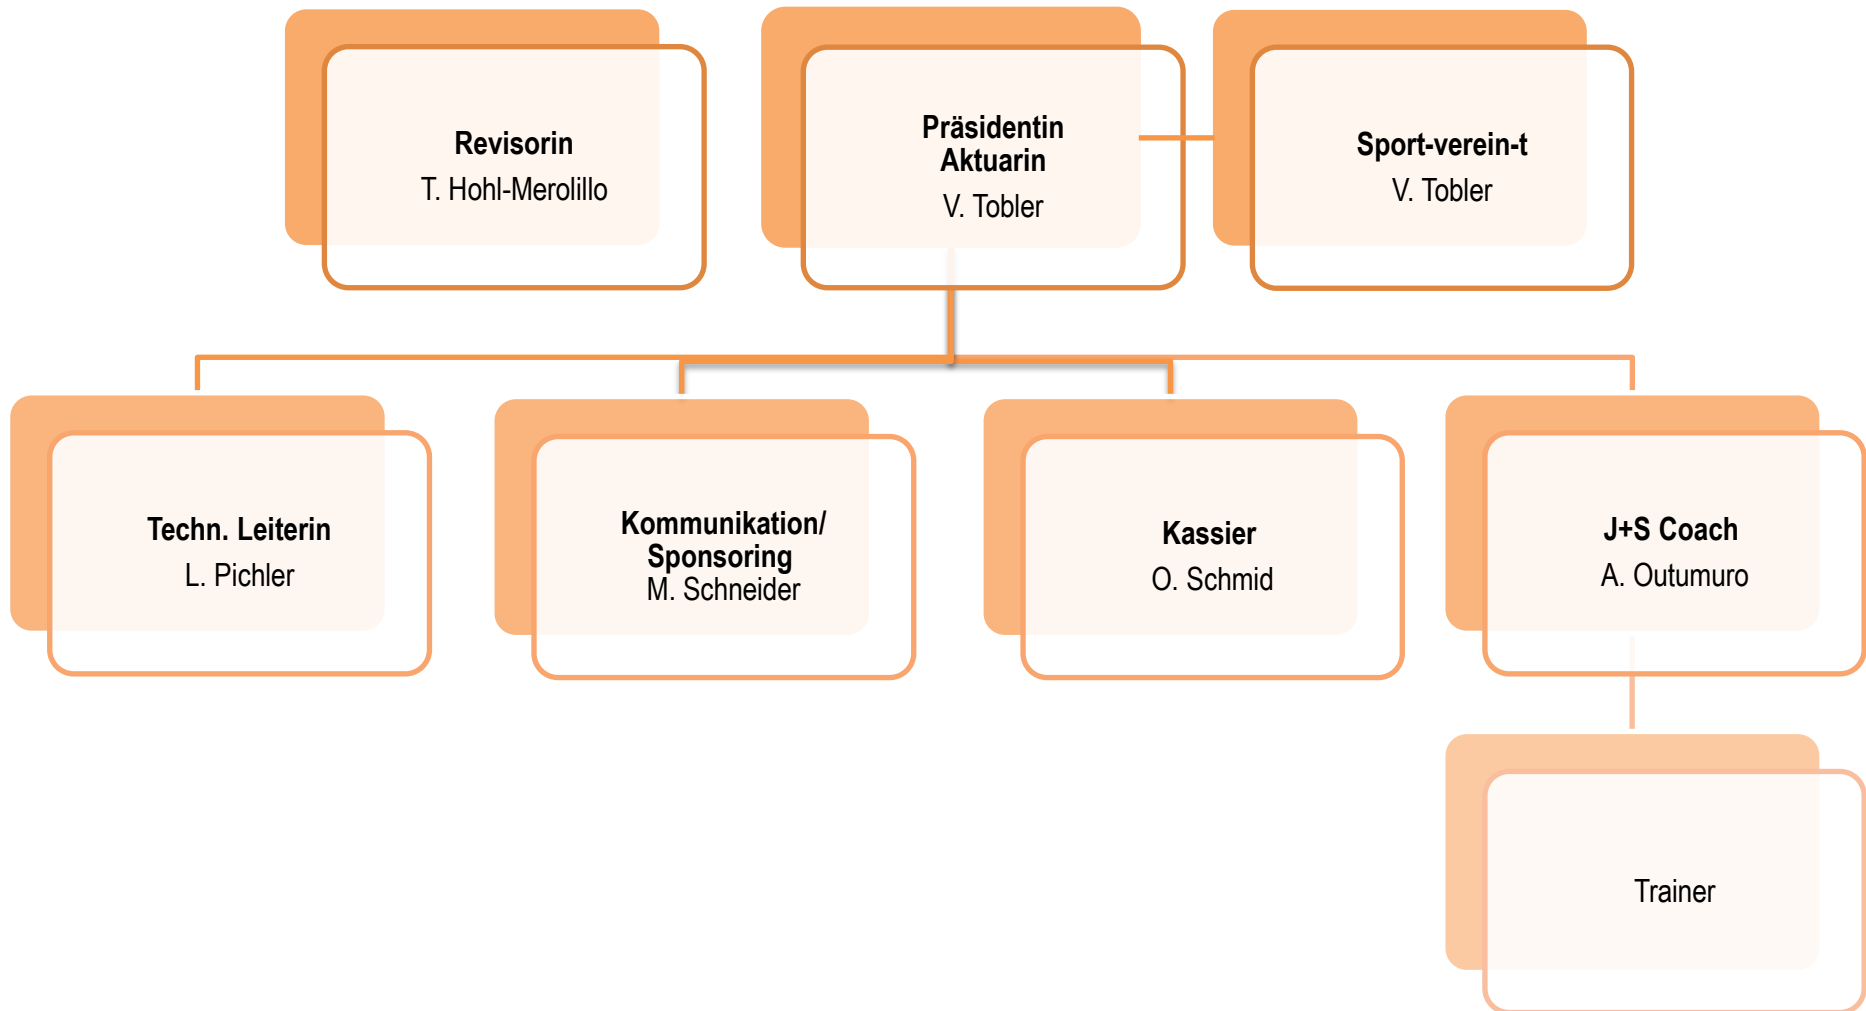 Revisorin
T. Hohl-Merolillo
Präsidentin
Aktuarin
V. Tobler
Sport-verein-t
V. Tobler
Techn. Leiterin
L. Pichler
Kommunikation/
Sponsoring
M. Schneider
Kassier
O. Schmid
J+S Coach
A. Outumuro
Trainer